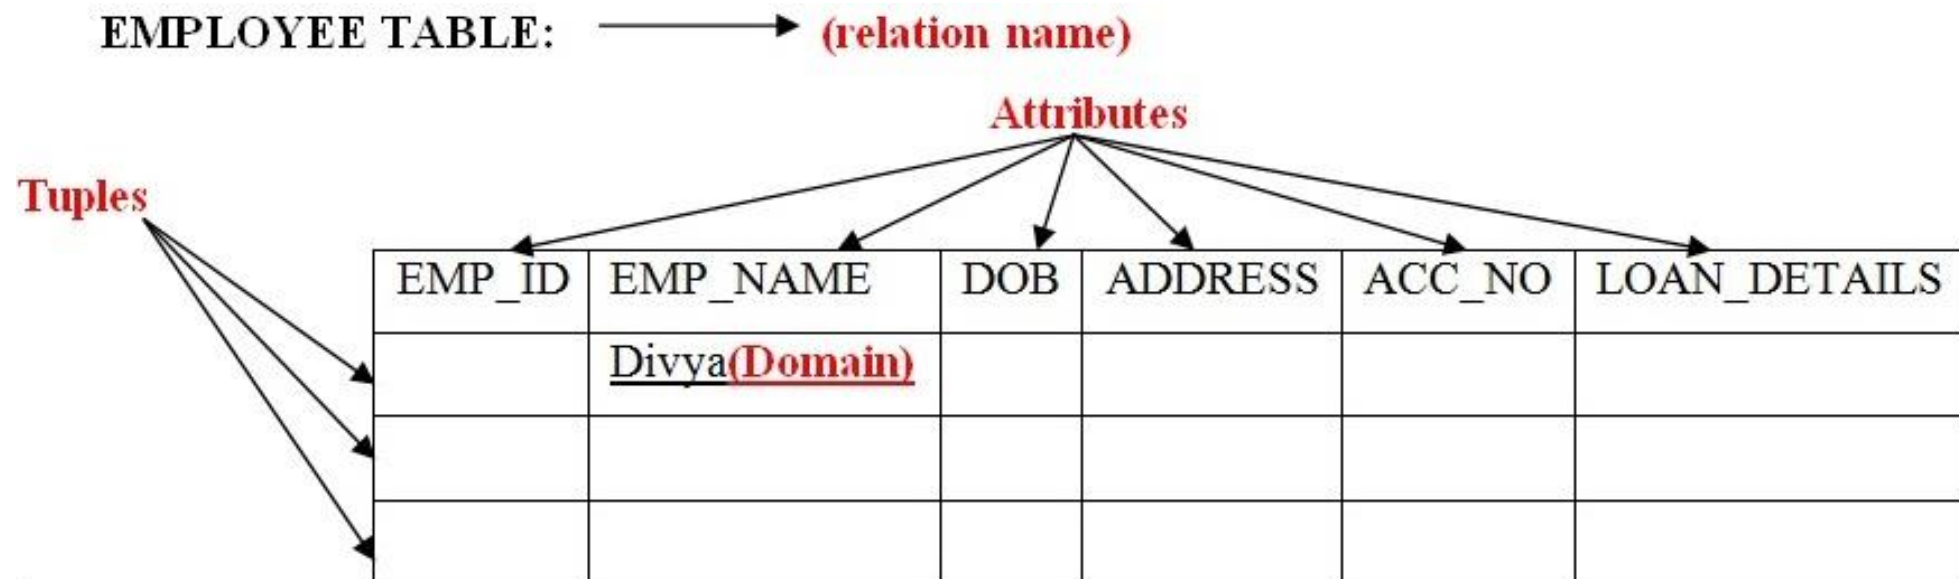 EMPLOYEE TABLE: (relation name)
Attributes
Tuples
EMP_ID EMP_NAME DOB ADDRESS ACC_NO LOAN_DETAILS
Divya(Domain)